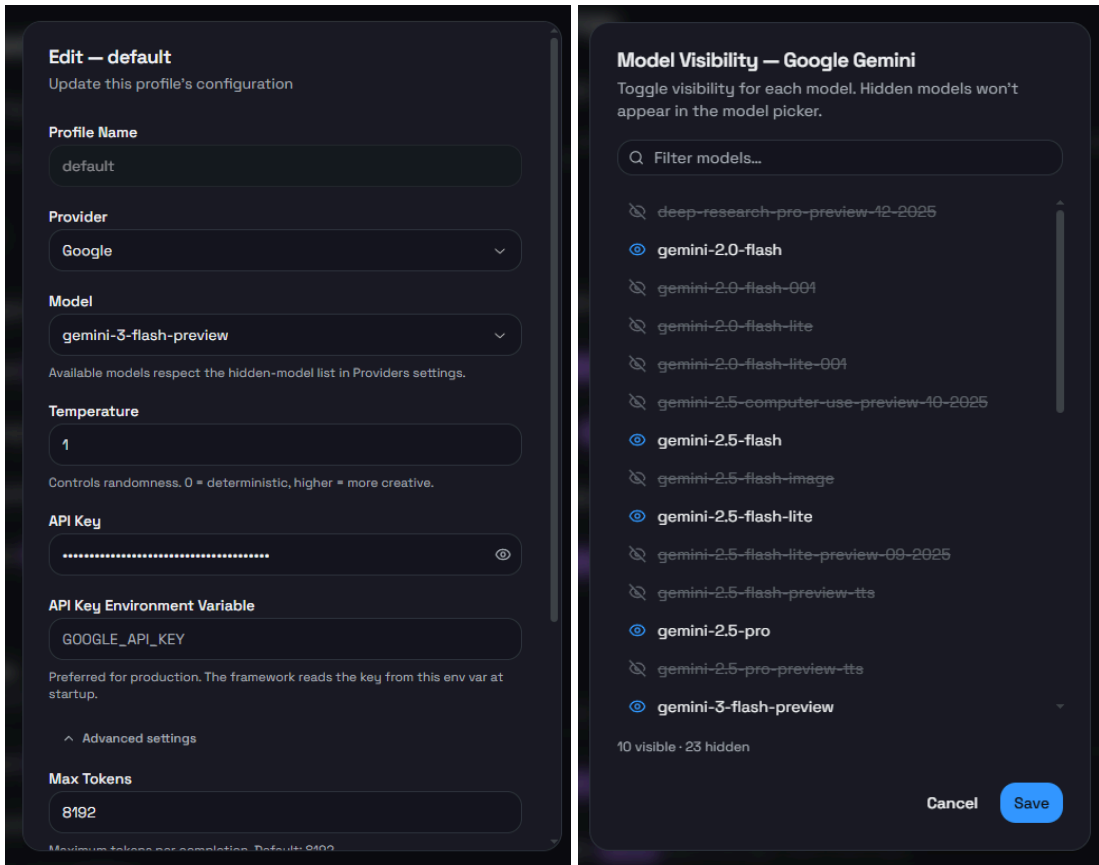 Edit — default
Update this profile's configuration
Profile Name
default
Provider
Google
Model
gemini-3-flash-preview
Available models respect the hidden-model list in Providers settings.
Temperature
1
Controls randomness. 0 = deterministic, higher = more creative.
API Key
••••••••••••••••••••••••••••••••••••••
API Key Environment Variable
GOOGLE_API_KEY
Preferred for production. The framework reads the key from this env var at
startup.
Advanced settings
Max Tokens
8192
Maximum tokens per completion. Default: 8192
Model Visibility — Google Gemini
Toggle visibility for each model. Hidden models won't
appear in the model picker.
Filter models...
deep-research-pro-preview-12-2025
gemini-2.0-flash
gemini-2.0-flash-001
gemini-2.0-flash-lite
gemini-2.0-flash-lite-001
gemini-2.5-computer-use-preview-10-2025
gemini-2.5-flash
gemini-2.5-flash-image
gemini-2.5-flash-lite
gemini-2.5-flash-lite-preview-09-2025
gemini-2.5-flash-preview-tts
gemini-2.5-pro
gemini-2.5-pro-preview-tts
gemini-3-flash-preview
10 visible · 23 hidden
Cancel
Save